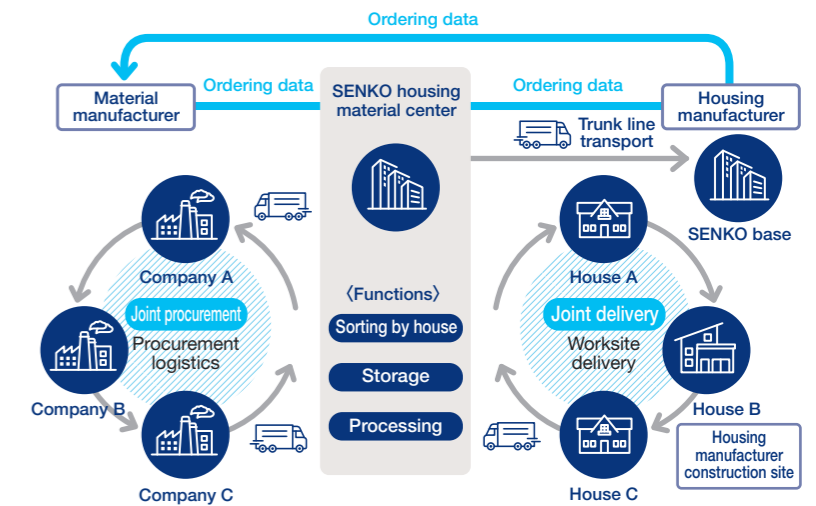 Ordering data
Ordering data
Ordering data
Material
manufacturer
SENKO housing
material center
Housing
manufacturer
Trunk line
transport
SENKO base
Company A
Joint procurement
Procurement
logistics
Company B
Company C
〈Functions〉
Sorting by house
Storage
Processing
House A
Joint delivery
Worksite
delivery
House B
House C
Housing
manufacturer
construction site